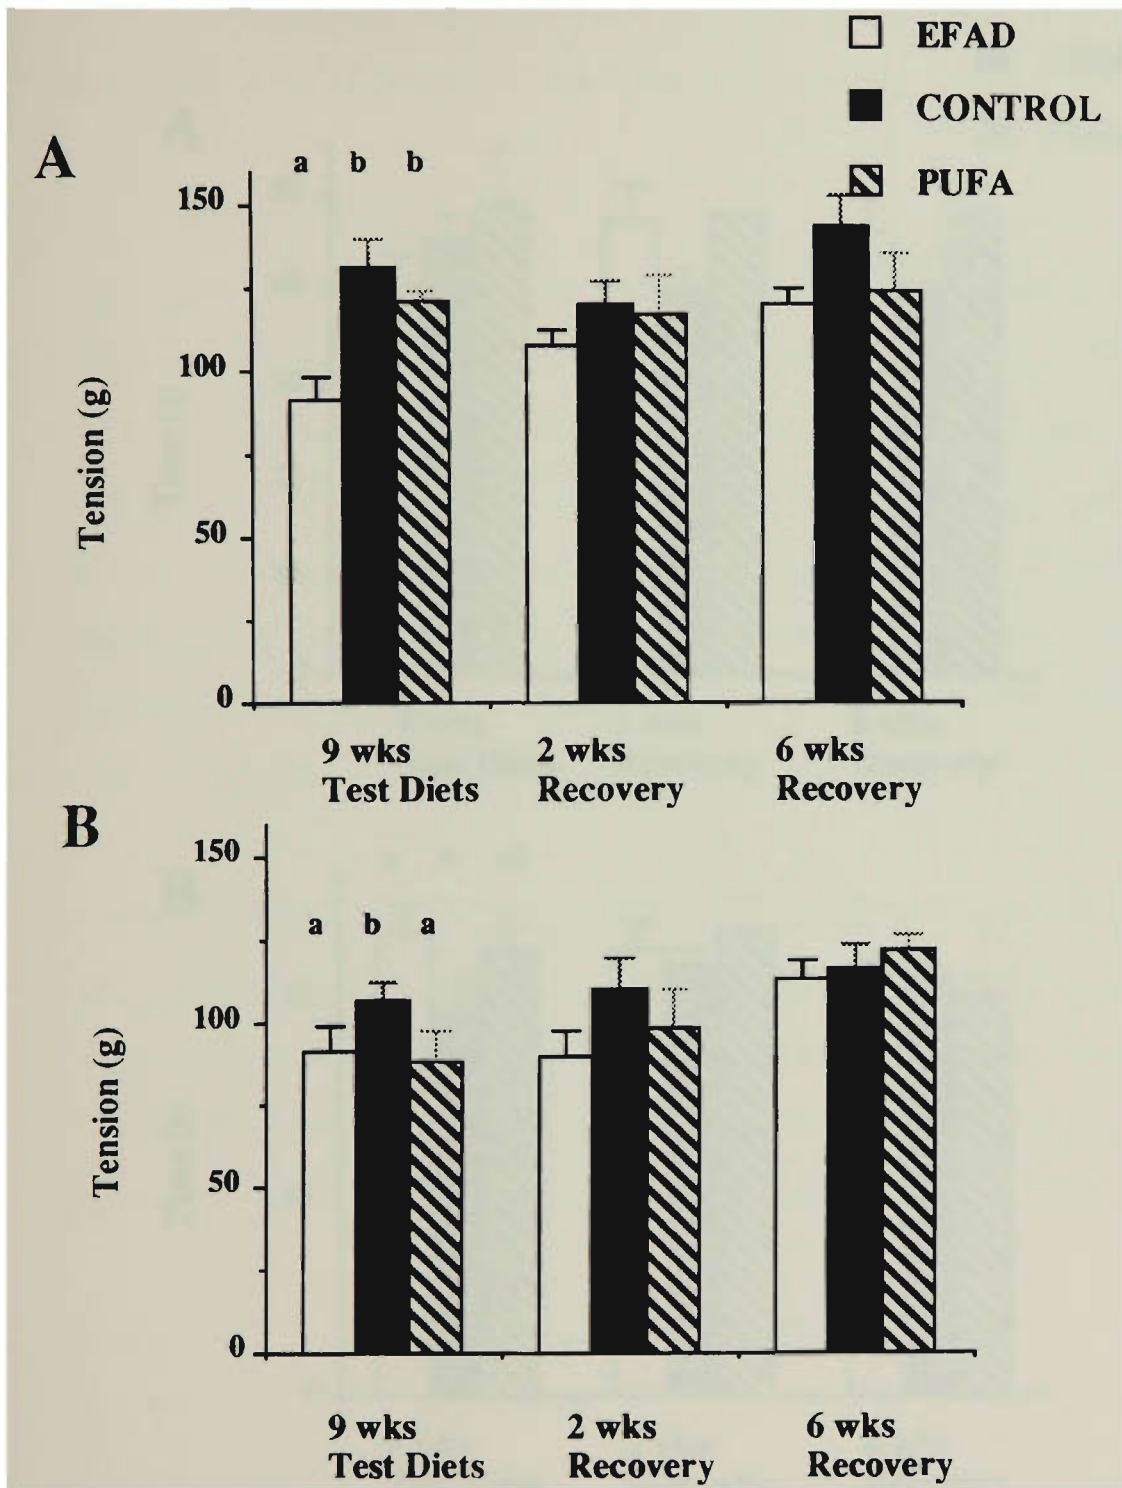 EFAD
CONTROL
PUFA
A
a b b
150
100
50
0
Tension (g)
9 wks
Test Diets
2 wks
Recovery
6 wks
Recovery
B
a b a
150
100
50
0
Tension (g)
9 wks
Test Diets
2 wks
Recovery
6 wks
Recovery